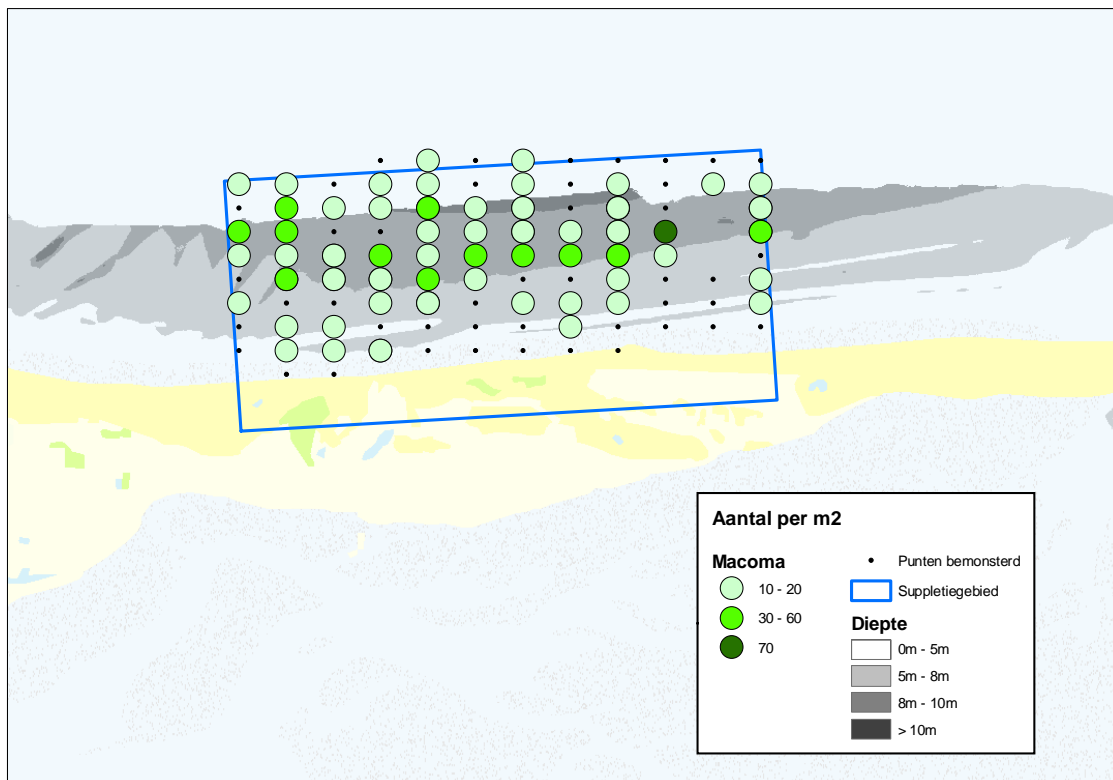 Aantal per m2
Macoma
10 - 20
30 - 60
70
Punten bemonsterd
Suppletiegebied
Diepte
0m - 5m
5m - 8m
8m - 10m
> 10m